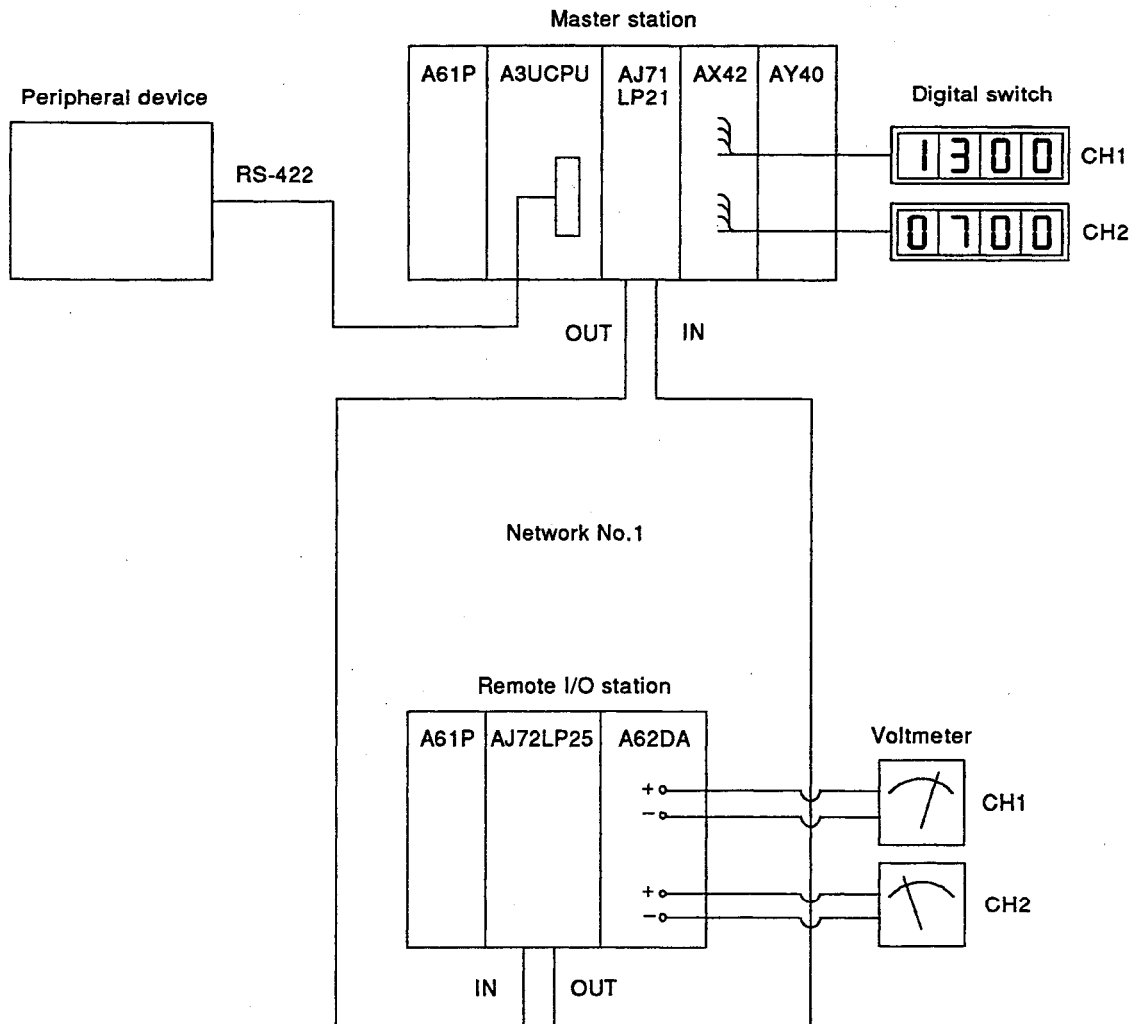 Master station
A61P
A3UCPU
AJ71
LP21
AX42
AY40
Peripheral device
Digital switch
RS-422
1300
CH1
0700
CH2
OUT
IN
Network No.1
Remote I/O station
A61P
AJ72LP25
A62DA
Voltmeter
+
−
CH1
+
−
CH2
IN
OUT